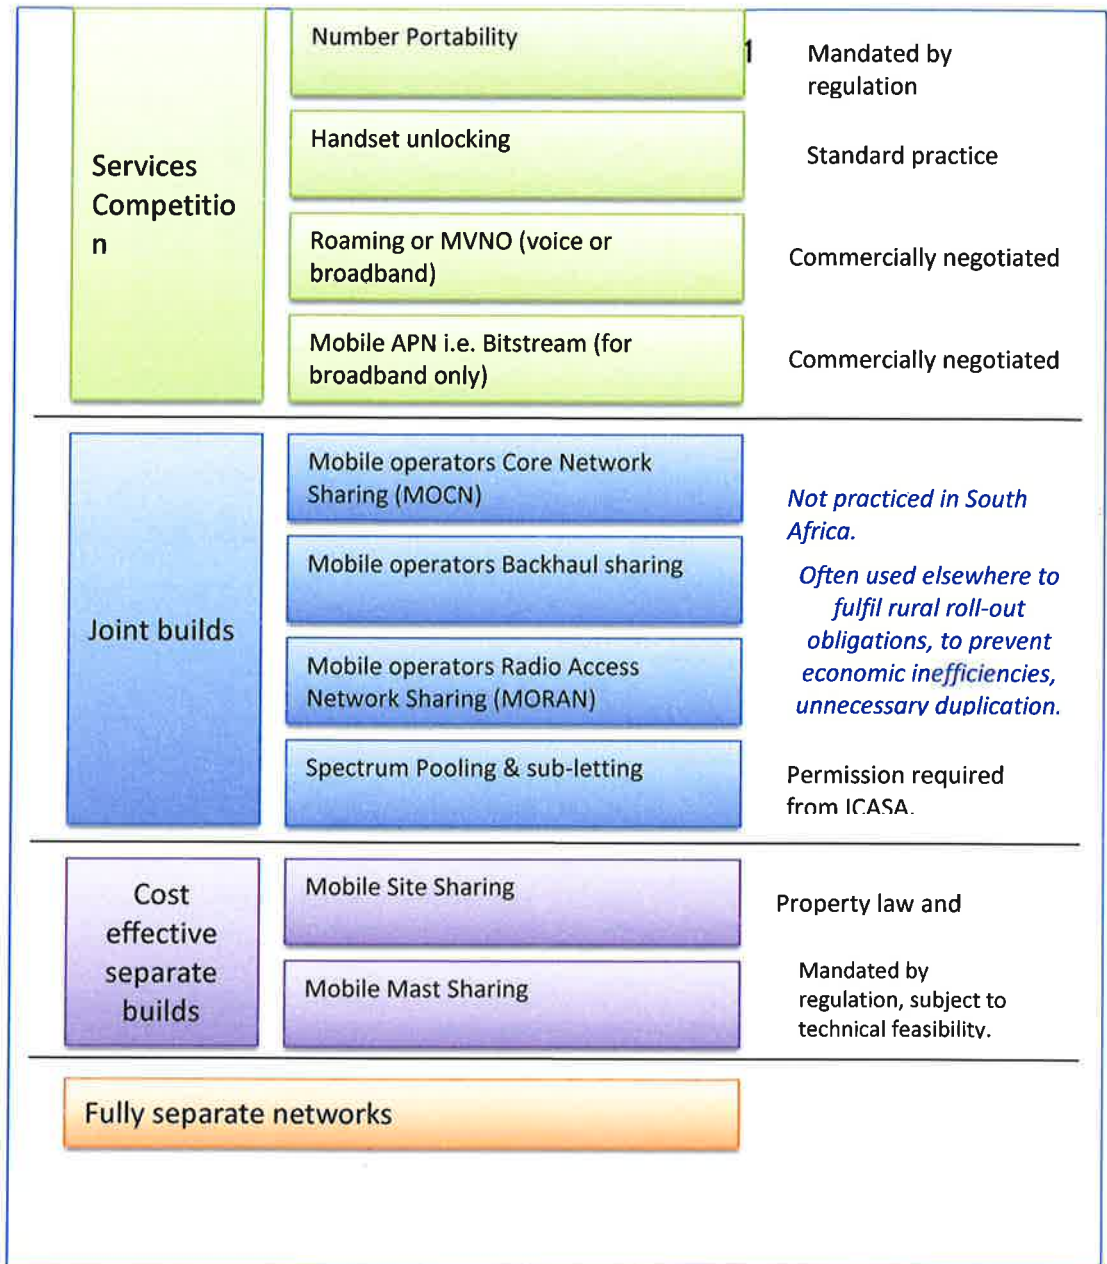 Number Portability
1
Mandated by
regulation
Services
Competitio
n
Handset unlocking
Standard practice
Roaming or MVNO (voice or
broadband)
Commercially negotiated
Mobile APN i.e. Bitstream (for
broadband only)
Commercially negotiated
Joint builds
Mobile operators Core Network
Sharing (MOCN)
Not practiced in South
Africa.
Mobile operators Backhaul sharing
Often used elsewhere to
fulfil rural roll-out
obligations, to prevent
economic inefficiencies,
unnecessary duplication.
Mobile operators Radio Access
Network Sharing (MORAN)
Spectrum Pooling & sub-letting
Permission required
from ICASA.
Cost
effective
separate
builds
Mobile Site Sharing
Property law and
Mobile Mast Sharing
Mandated by
regulation, subject to
technical feasibility.
Fully separate networks